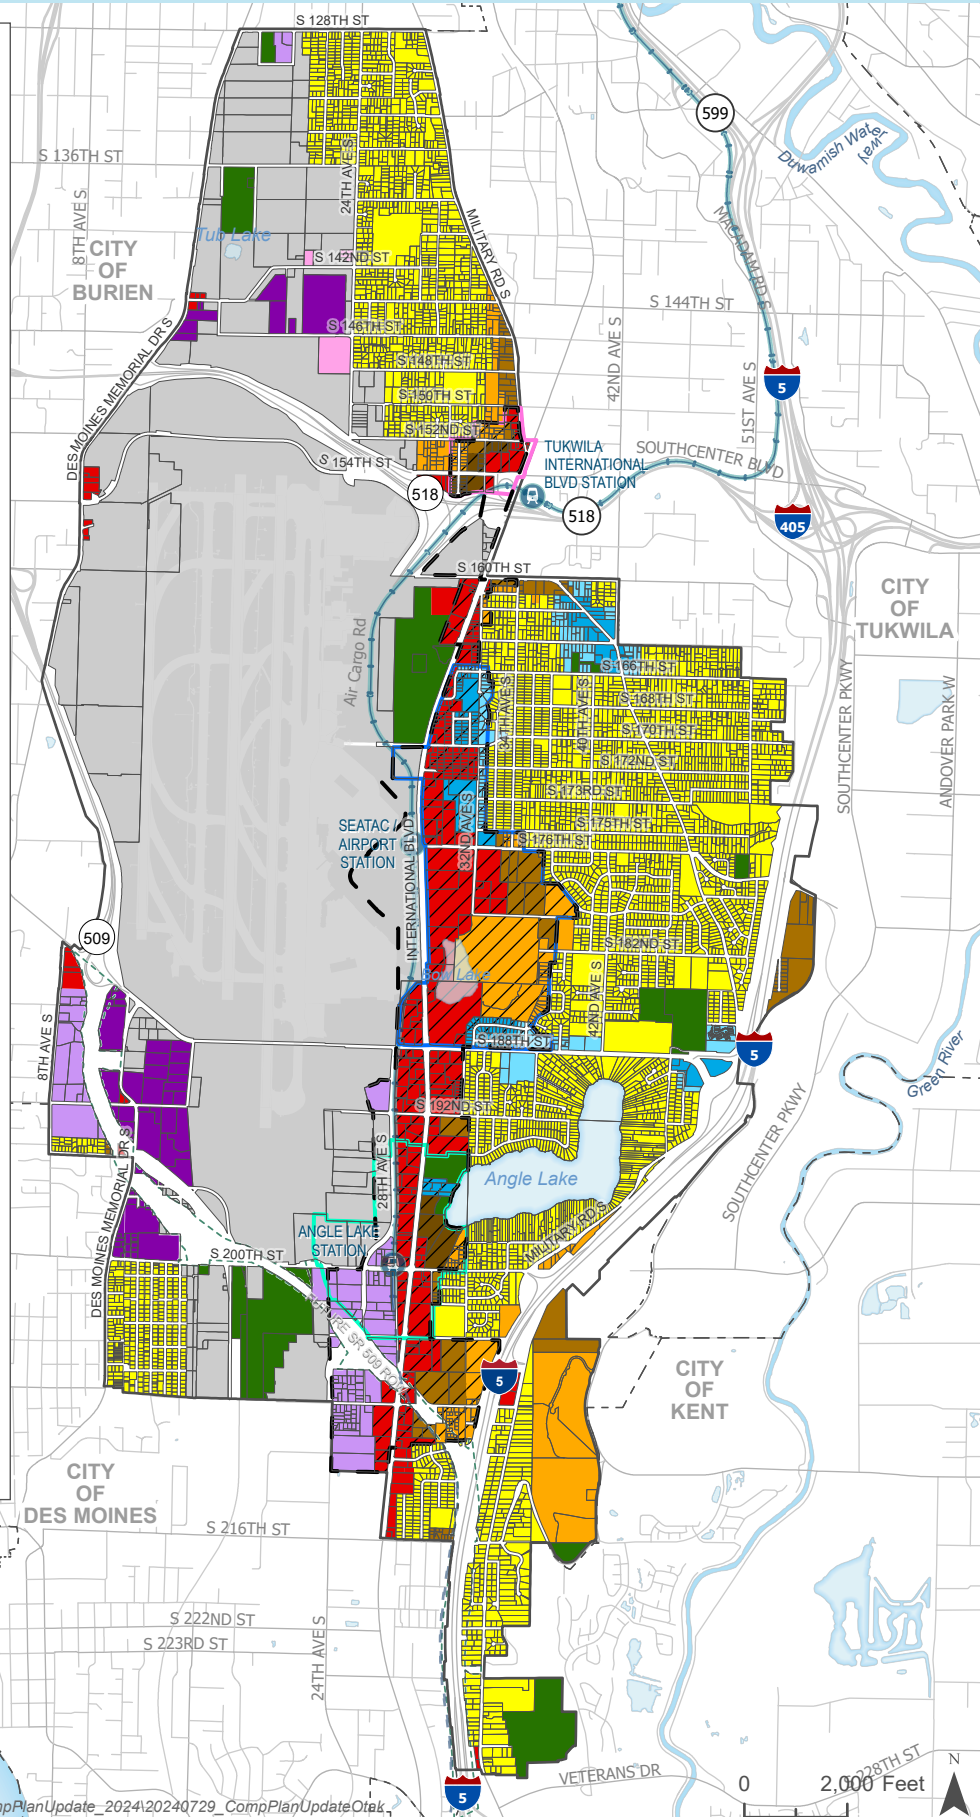 S 128TH ST
599
Duwamish Waterway
S 136TH ST
24TH AVE S
8TH AVE S
MILITARY RD S
MACADAM RD S
Tub Lake
CITY
OF
BURIEN
S 142ND ST
S 144TH ST
S 146TH ST
42ND AVE S
51ST AVE S
S 148TH ST
5
DES MOINES MEMORIAL DR S
S 150TH ST
S 152ND ST
S 154TH ST
TUKWILA
INTERNATIONAL
BLVD STATION
SOUTHCENTER BLVD
518
518
405
S 160TH ST
CITY
OF
TUKWILA
Air Cargo Rd
S 166TH ST
34TH AVE S
40TH AVE S
S 168TH ST
S 170TH ST
SOUTHCENTER PKWY
ANDOVER PARK W
S 172ND ST
S 173RD ST
SEATAC /
AIRPORT
STATION
INTERNATIONAL BLVD
32ND AVE S
S 175TH ST
S 176TH ST
509
S 182ND ST
Bow Lake
42ND AVE S
8TH AVE S
S 188TH ST
5
Green River
S 192ND ST
28TH AVE S
DES MOINES MEMORIAL DR S
Angle Lake
SOUTHCENTER PKWY
MILITARY RD S
ANGLE LAKE
STATION
S 200TH ST
FUTURE SR 509 ROW
5
CITY
OF
KENT
CITY
OF
DES MOINES
S 216TH ST
S 222ND ST
S 223RD ST
24TH AVE S
VETERANS DR
S 228TH ST
N
0
2,000 Feet
5
mpPlanUpdate_2024\20240729_CompPlanUpdateOtak